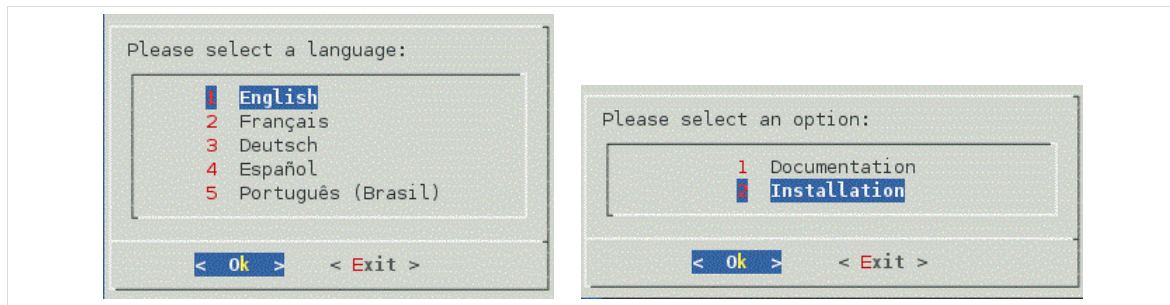 Please select a language:
1 English
2 Français
3 Deutsch
4 Español
5 Português (Brasil)
< Ok > < Exit >
Please select an option:
1 Documentation
2 Installation
< Ok > < Exit >